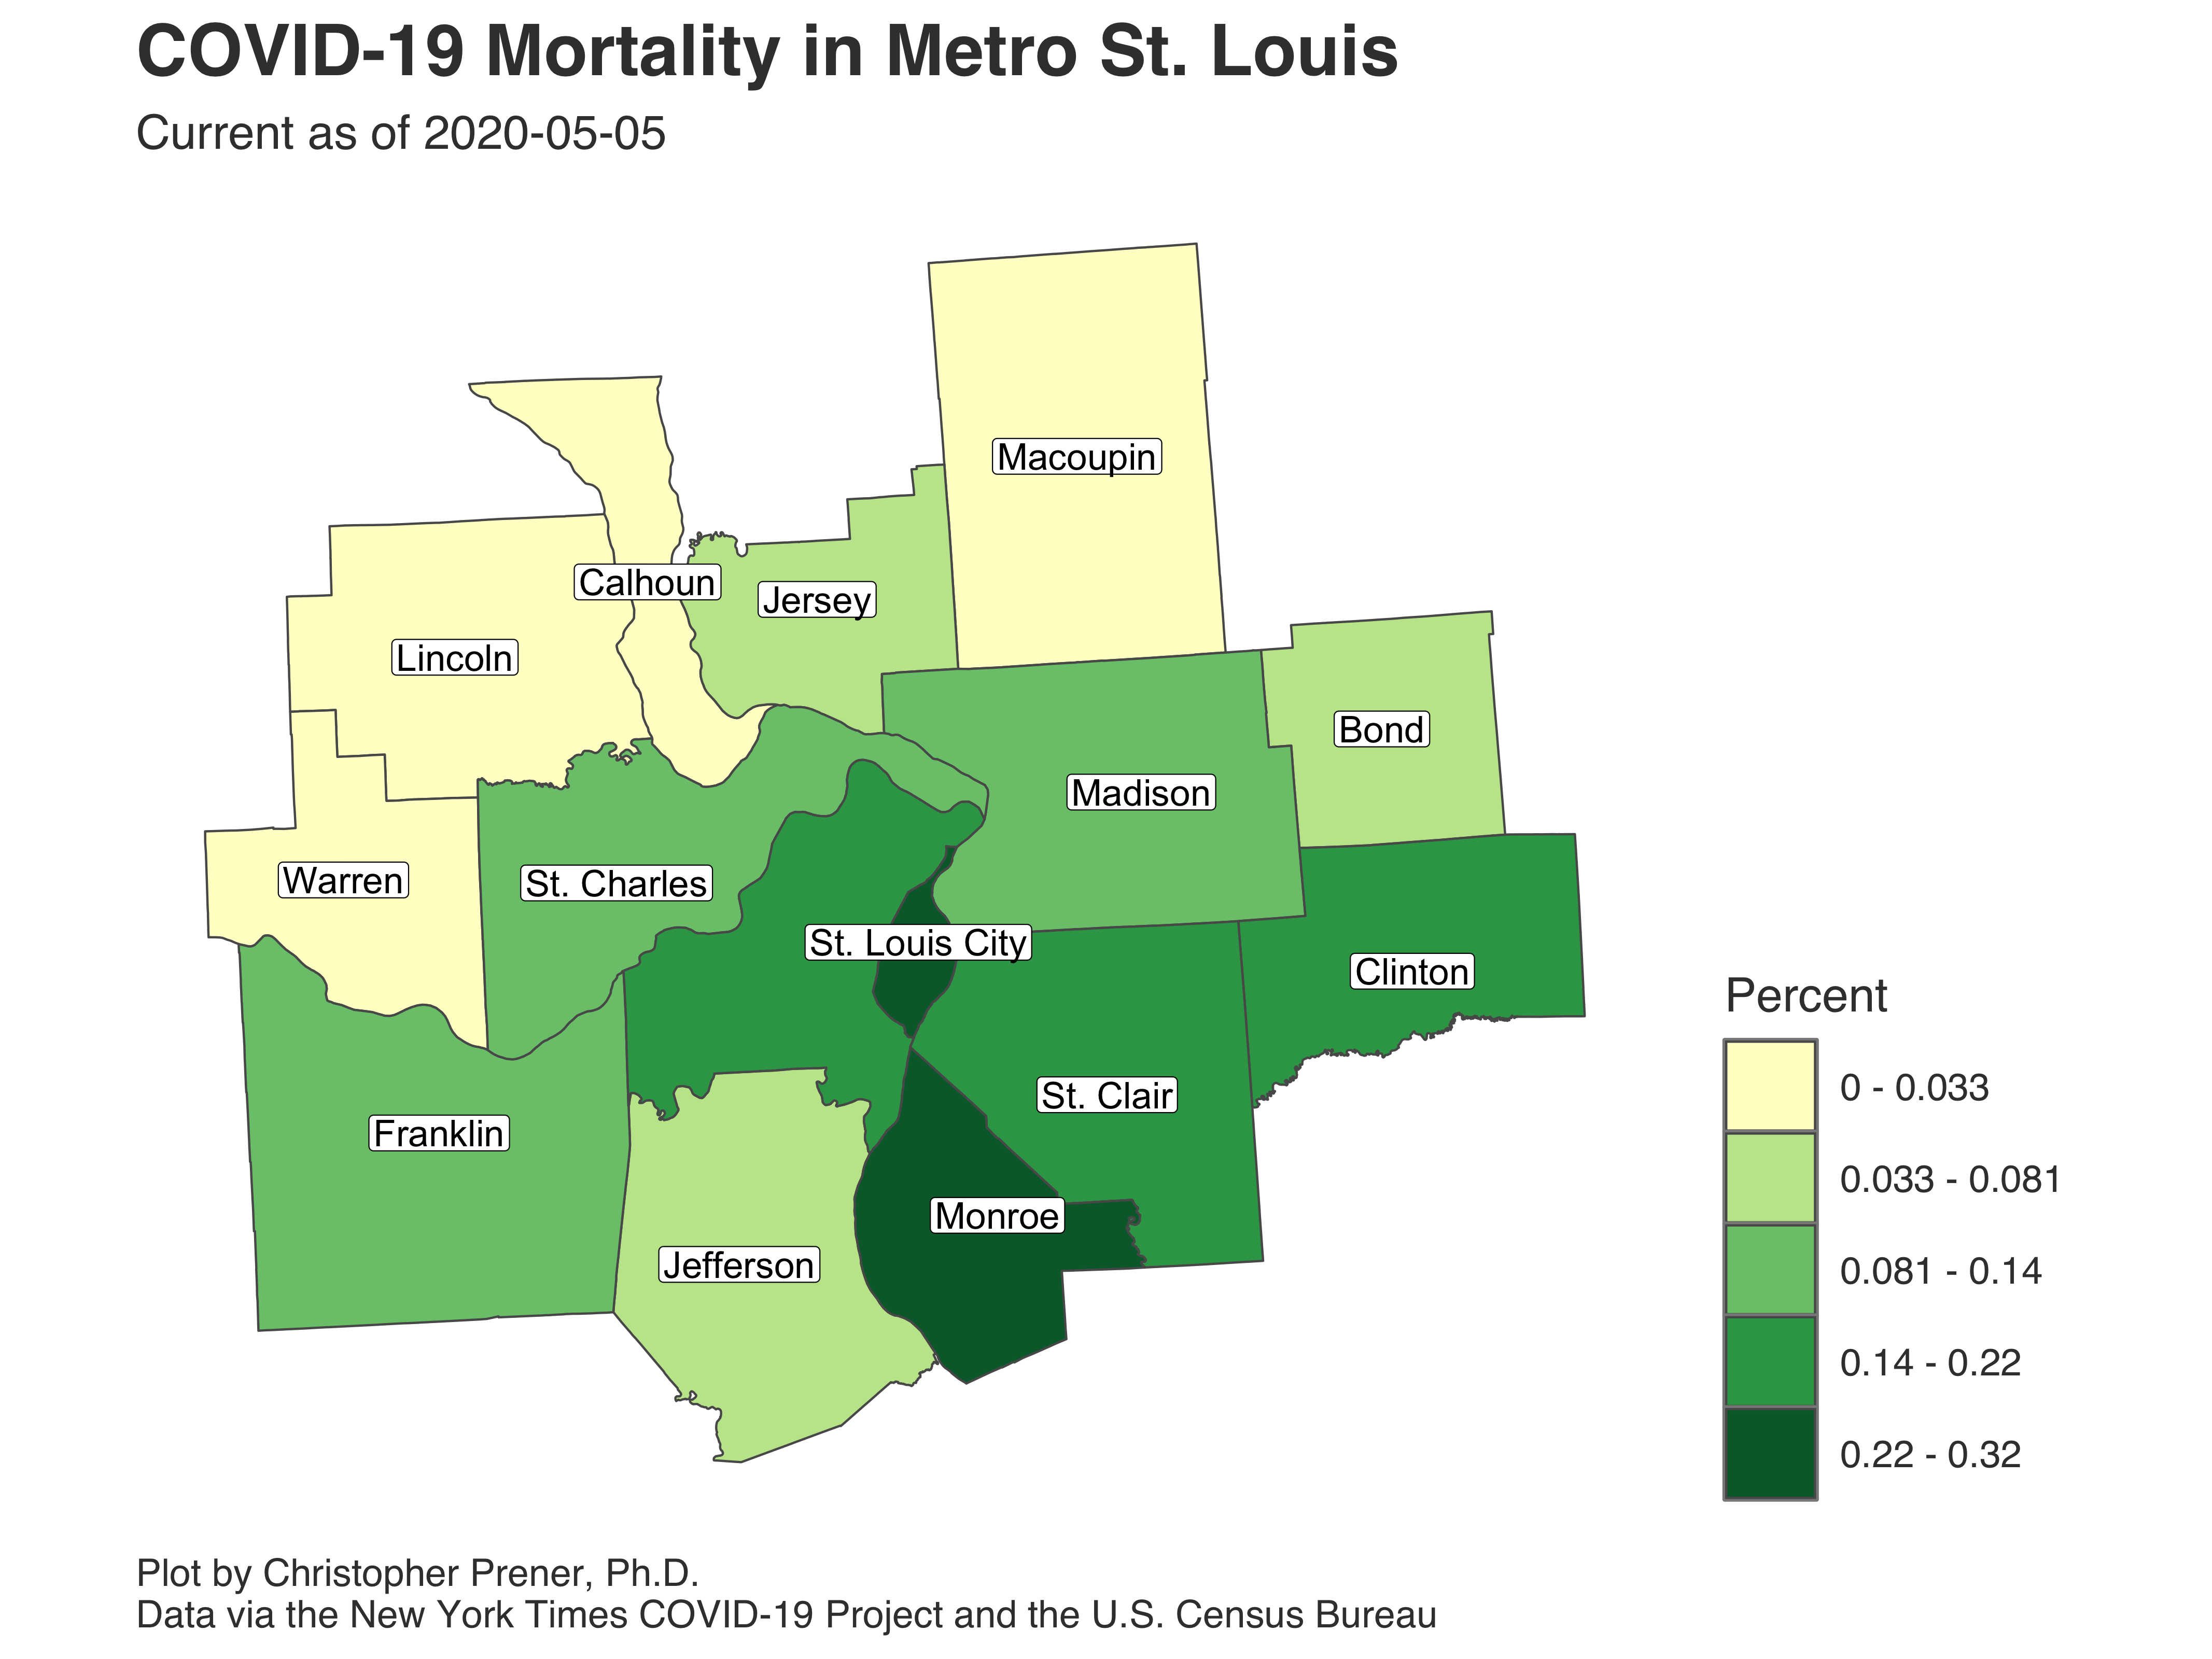 COVID-19 Mortality in Metro St. Louis
Current as of 2020-05-05
Macoupin
Calhoun
Jersey
Lincoln
Bond
Madison
Warren
St. Charles
St. Louis City
Clinton
St. Clair
Franklin
Monroe
Jefferson
Percent
0 - 0.033
0.033 - 0.081
0.081 - 0.14
0.14 - 0.22
0.22 - 0.32
Plot by Christopher Prener, Ph.D.
Data via the New York Times COVID-19 Project and the U.S. Census Bureau